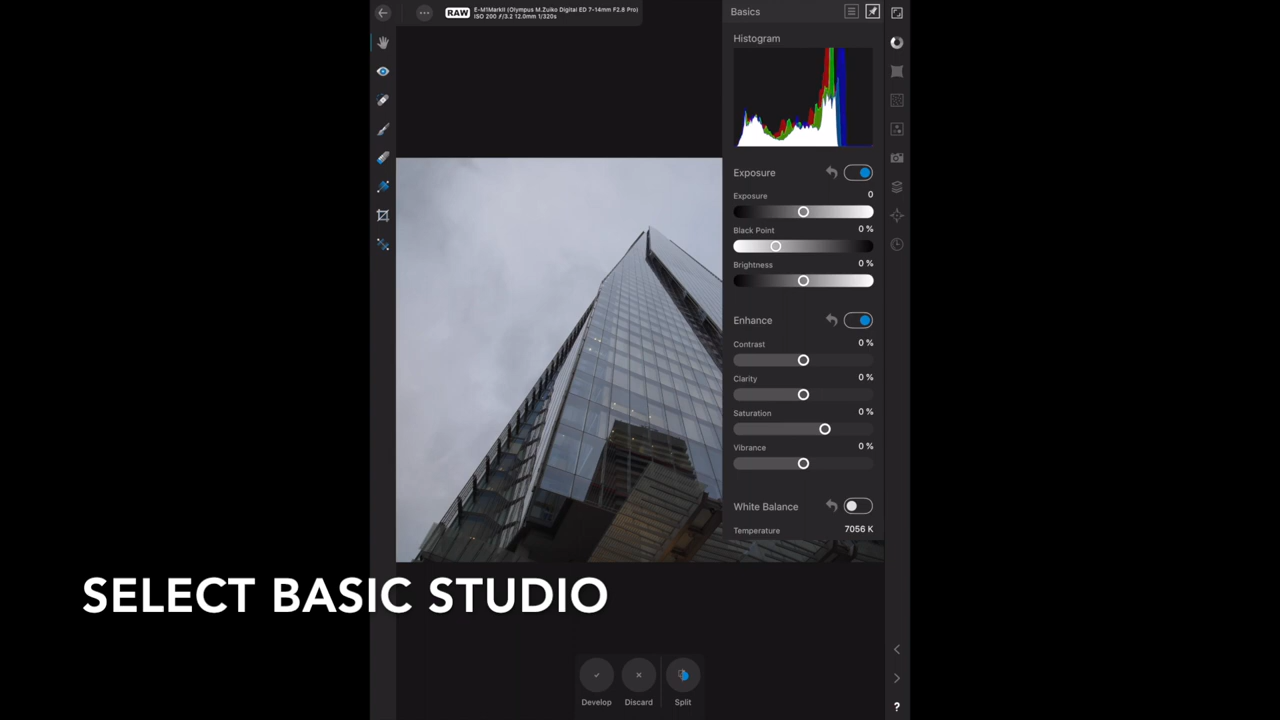 RAW
E-M1MarkII (Olympus M.Zuiko Digital ED 7-14mm F2.8 Pro)
ISO 200 ƒ/3.2 12.0mm 1/320s
Basics
Histogram
Exposure
Exposure 0
Black Point 0 %
Brightness 0 %
Enhance
Contrast 0 %
Clarity 0 %
Saturation 0 %
Vibrance 0 %
White Balance
Temperature 7056 K
SELECT BASIC STUDIO
Develop Discard Split
?